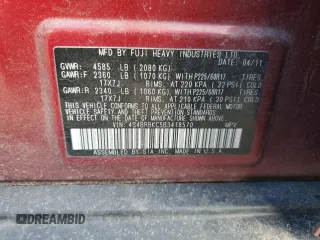 MFD BY FUJI HEAVY INDUSTRIES LTD. 04/11
GVWR: 4585 LB (2080 KG)
GAWR:F 2360 LB (1070 KG) WITH P225/60R17 TIRES,
17X7J RIMS, AT 220 KPA (32 PSI) COLD
GAWR:R 2340 LB (1060 KG) WITH P225/60R17 TIRES,
17X7J RIMS, AT 210 KPA (30 PSI) COLD
THIS VEHICLE CONFORMS TO ALL APPLICABLE FEDERAL MOTOR
VEHICLE SAFETY, BUMPER, AND THEFT PREVENTION
STANDARDS IN EFFECT ON THE DATE OF MANUFACTURE
SHOWN ABOVE.
4S4BRBKC5B3418570 MPV
ASSEMBLED BY SIA INC. MADE IN U.S.A.